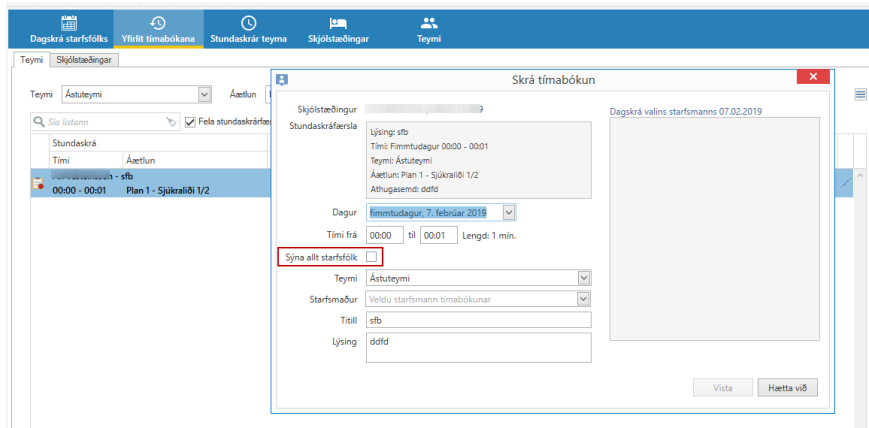 Dagskrá starfsfólks Yfirlit tímabókana Stundaskrár teyma Skjólstæðingar Teymi
Teymi Skjólstæðingar
Teymi Ástuteymi Áætlun
Sía listann Fela stundaskrárfær
Stundaskrá
Tími Áætlun
- sfb
00:00 - 00:01 Plan 1 - Sjúkraliði 1/2
Skrá tímabókun
Skjólstæðingur 9
Stundaskráfærsla
Lýsing: sfb
Tími: Fimmtudagur 00:00 - 00:01
Teymi: Ástuteymi
Áætlun: Plan 1 - Sjúkraliði 1/2
Athugasemd: ddfd
Dagur fimmtudagur, 7. febrúar 2019
Tími frá 00:00 til 00:01 Lengd: 1 mín.
Sýna allt starfsfólk
Teymi Ástuteymi
Starfsmaður Veldu starfsmann tímabókunar
Titill sfb
Lýsing ddfd
Dagskrá valins starfsmanns 07.02.2019
Vista Hætta við